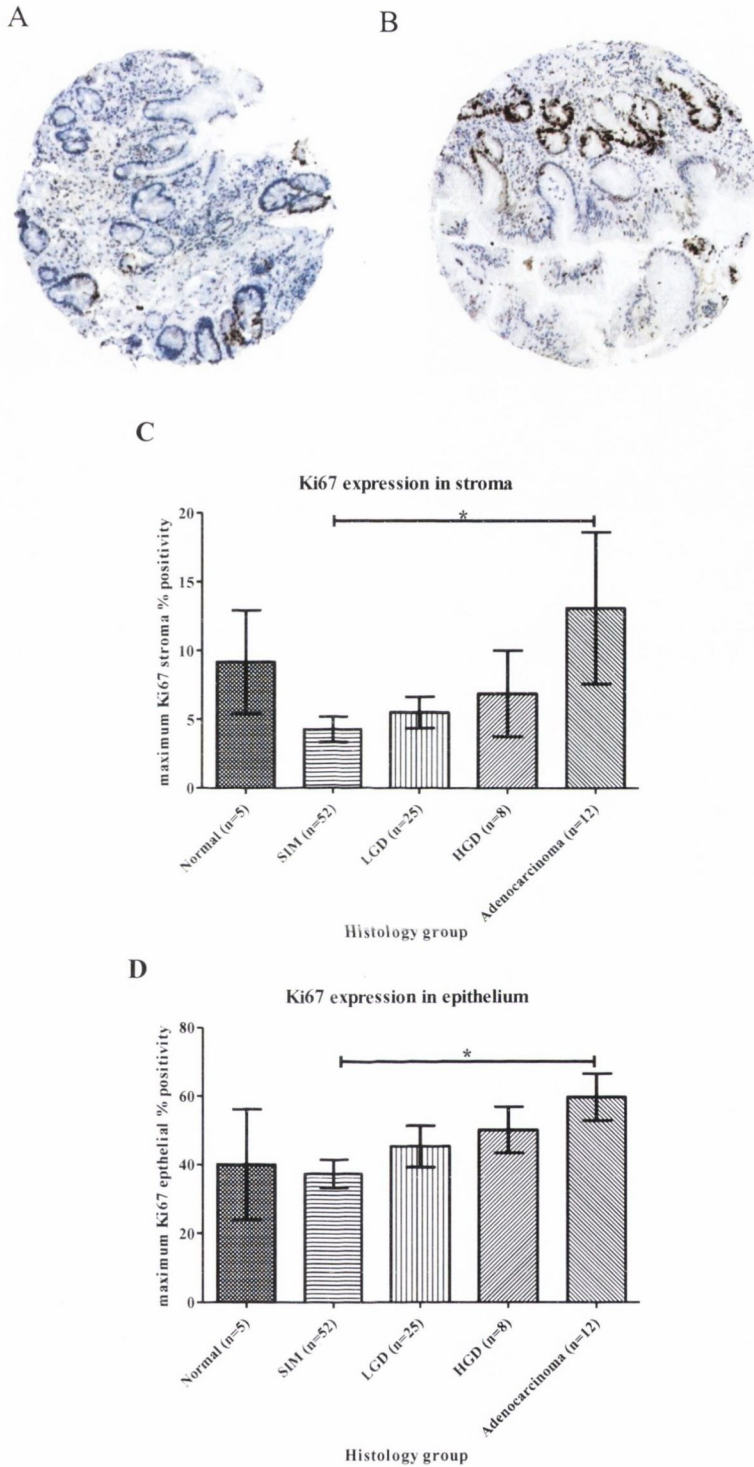 A
B
C
Ki67 expression in stroma
maximum Ki67 stroma % positivity
20
15
10
5
0
*
Normal (n=5)
SIM (n=52)
LGD (n=25)
HGD (n=8)
Adenocarcinoma (n=12)
Histology group
D
Ki67 expression in epithelium
maximum Ki67 epthelial % positivity
80
60
40
20
0
*
Normal (n=5)
SIM (n=52)
LGD (n=25)
HGD (n=8)
Adenocarcinoma (n=12)
Histology group